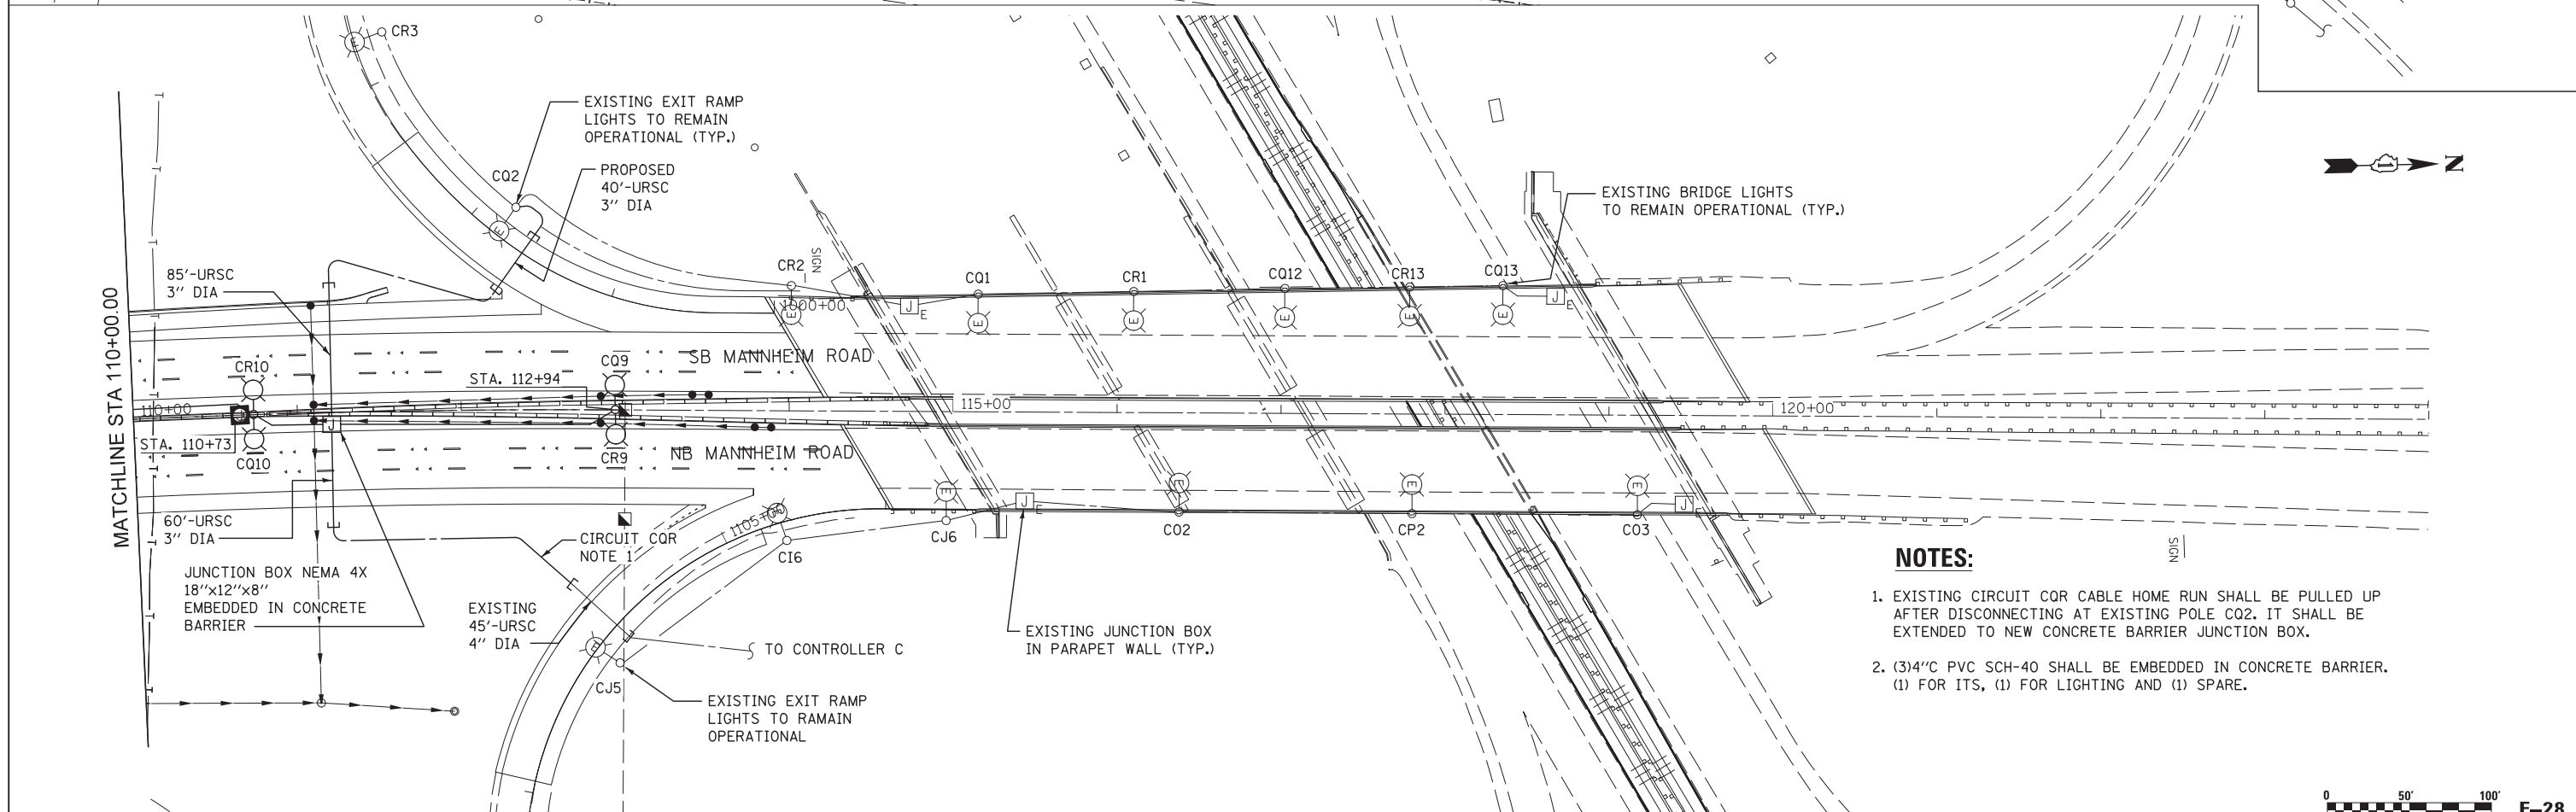 CR3
EXISTING EXIT RAMP
LIGHTS TO REMAIN
OPERATIONAL (TYP.)
CQ2
PROPOSED
40'-URSC
3" DIA
N
EXISTING BRIDGE LIGHTS
TO REMAIN OPERATIONAL (TYP.)
85'-URSC
3" DIA
CR2
SIGN
CQ1
CR1
CQ12
CR13
CQ13
J
E
J
E
E
E
E
E
E
E
E
E
1000+00
MATCHLINE STA 110+00.00
SB MANNHEIM ROAD
CR10
CQ9
STA. 112+94
110+00
115+00
120+00
STA. 110+73
J
CQ10
CR9
NB MANNHEIM ROAD
60'-URSC
3" DIA
CIRCUIT CQR
NOTE 1
1105+00
E
CI6
E
CJ6
J
E
E
CO2
E
CP2
E
CO3
J
E
SIGN
JUNCTION BOX NEMA 4X
18"x12"x8"
EMBEDDED IN CONCRETE
BARRIER
EXISTING
45'-URSC
4" DIA
E
CJ5
TO CONTROLLER C
EXISTING JUNCTION BOX
IN PARAPET WALL (TYP.)
EXISTING EXIT RAMP
LIGHTS TO RAMAIN
OPERATIONAL
NOTES:
1. EXISTING CIRCUIT CQR CABLE HOME RUN SHALL BE PULLED UP
AFTER DISCONNECTING AT EXISTING POLE CQ2. IT SHALL BE
EXTENDED TO NEW CONCRETE BARRIER JUNCTION BOX.
2. (3)4"C PVC SCH-40 SHALL BE EMBEDDED IN CONCRETE BARRIER.
(1) FOR ITS, (1) FOR LIGHTING AND (1) SPARE.
0 50' 100'
E-28